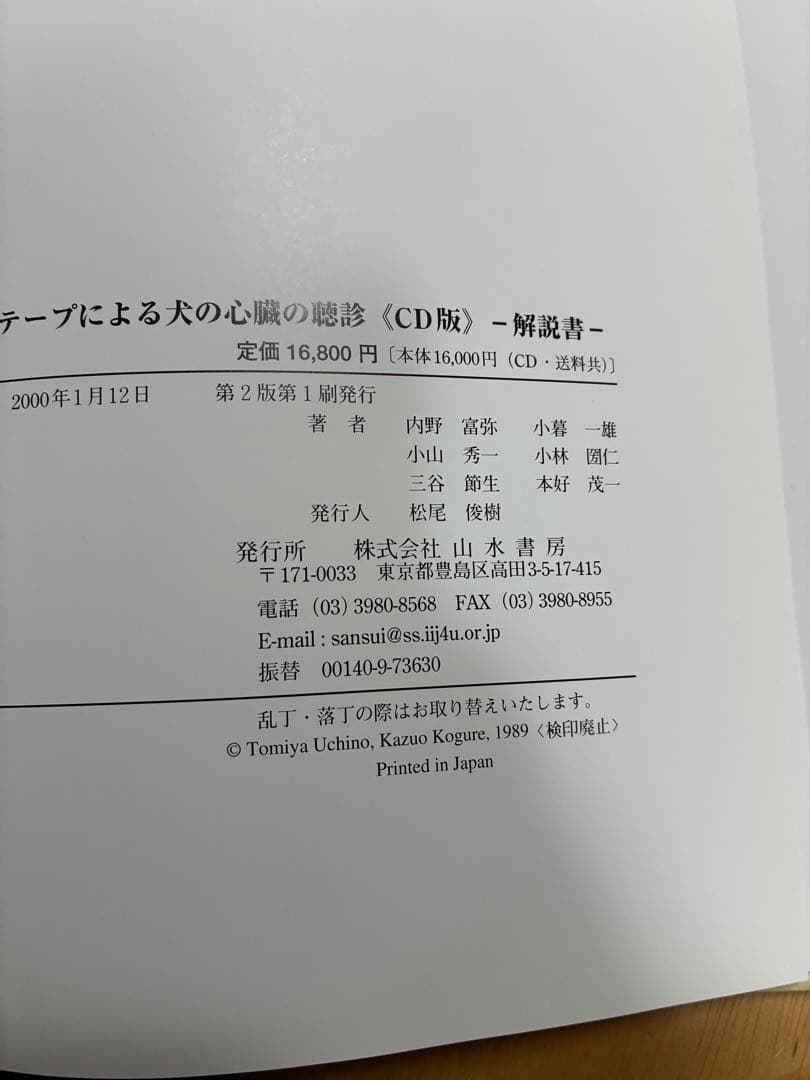 テープによる犬の心臓の聴診《CD版》－解説書－
定価 16,800 円〔本体16,000円（CD・送料共）〕
2000年1月12日 第2版第1刷発行
著 者 内野 富弥 小暮 一雄
小山 秀一 小林 圀仁
三谷 節生 本好 茂一
発行人 松尾 俊樹
発行所 株式会社 山水書房
〒171-0033 東京都豊島区高田3-5-17-415
電話 (03) 3980-8568 FAX (03) 3980-8955
E-mail : sansui@ss.iij4u.or.jp
振替 00140-9-73630
乱丁・落丁の際はお取り替えいたします。
© Tomiya Uchino, Kazuo Kogure, 1989〈検印廃止〉
Printed in Japan